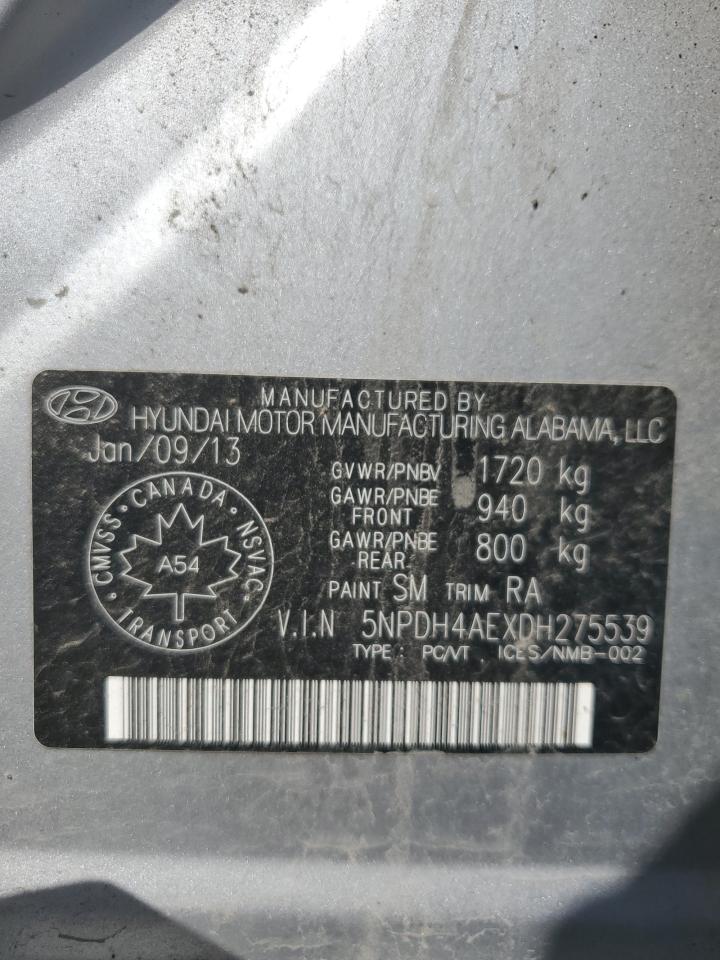 MANUFACTURED BY
HYUNDAI MOTOR MANUFACTURING ALABAMA, LLC
Jan/09/13
GVWR/PNBV 1720 kg
GAWR/PNBE FRONT 940 kg
GAWR/PNBE REAR 800 kg
CANADA
CMVSS · NSVAC
A54
TRANSPORT
PAINT SM TRIM RA
V.I.N 5NPDH4AEXDH275539
TYPE : PC/VT ICES/NMB-002